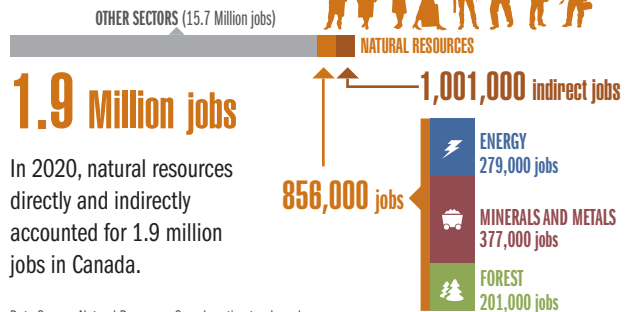 OTHER SECTORS (15.7 Million jobs)
NATURAL RESOURCES
1.9 Million jobs
1,001,000 indirect jobs
In 2020, natural resources
directly and indirectly
accounted for 1.9 million
jobs in Canada.
856,000 jobs
ENERGY
279,000 jobs
MINERALS AND METALS
377,000 jobs
FOREST
201,000 jobs